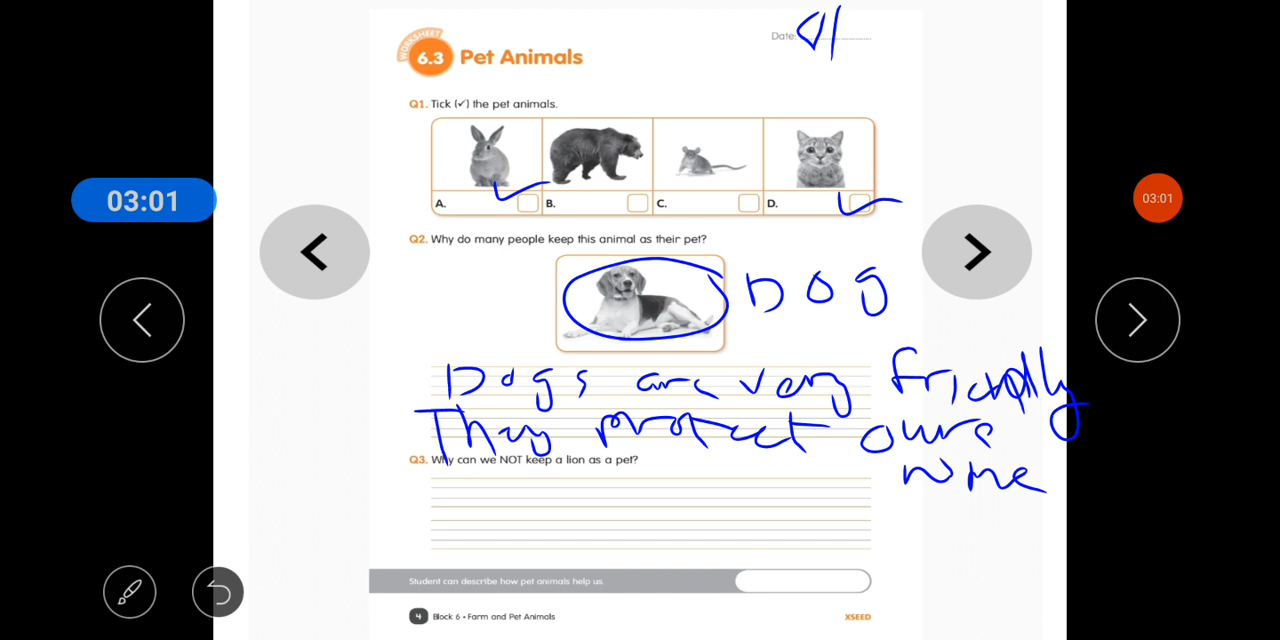 Date:
WORKSHEET
6.3 Pet Animals
Q1. Tick (✓) the pet animals.
A. B. C. D.
Q2. Why do many people keep this animal as their pet?
DOg
Dogs are very friendly
They protect ours
Q3. Why can we NOT keep a lion as a pet?
Student can describe how pet animals help us.
4 Block 6 • Farm and Pet Animals
XSEED
03:01
03:01